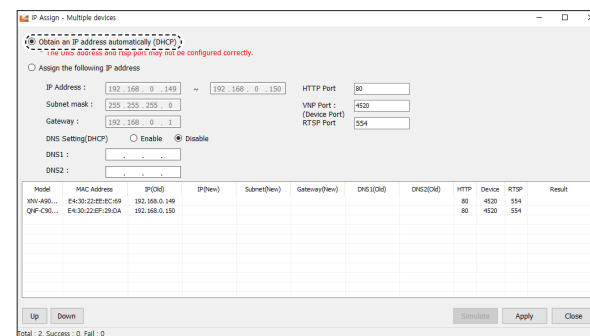 IP Assign - Multiple devices
Obtain an IP address automatically (DHCP)
The DNS address and rtsp port may not be configured correctly.
Assign the following IP address
IP Address : 192 . 168 . 0 . 149 ~ 192 . 168 . 0 . 150 HTTP Port 80
Subnet mask : 255 . 255 . 255 . 0 VNP Port : 4520
(Device Port)
Gateway : 192 . 168 . 0 . 1 RTSP Port 554
DNS Setting(DHCP) Enable Disable
DNS1 : . . .
DNS2 : . . .
Model MAC Address IP(Old) IP(New) Subnet(New) Gateway(New) DNS1(Old) DNS2(Old) HTTP Device RTSP Result
XNV-A90... E4:30:22:EE:EC:69 192.168.0.149 80 4520 554
QNF-C90... E4:30:22:EF:29:DA 192.168.0.150 80 4520 554
Up Down Simulate Apply Close
Total : 2, Success : 0, Fail : 0